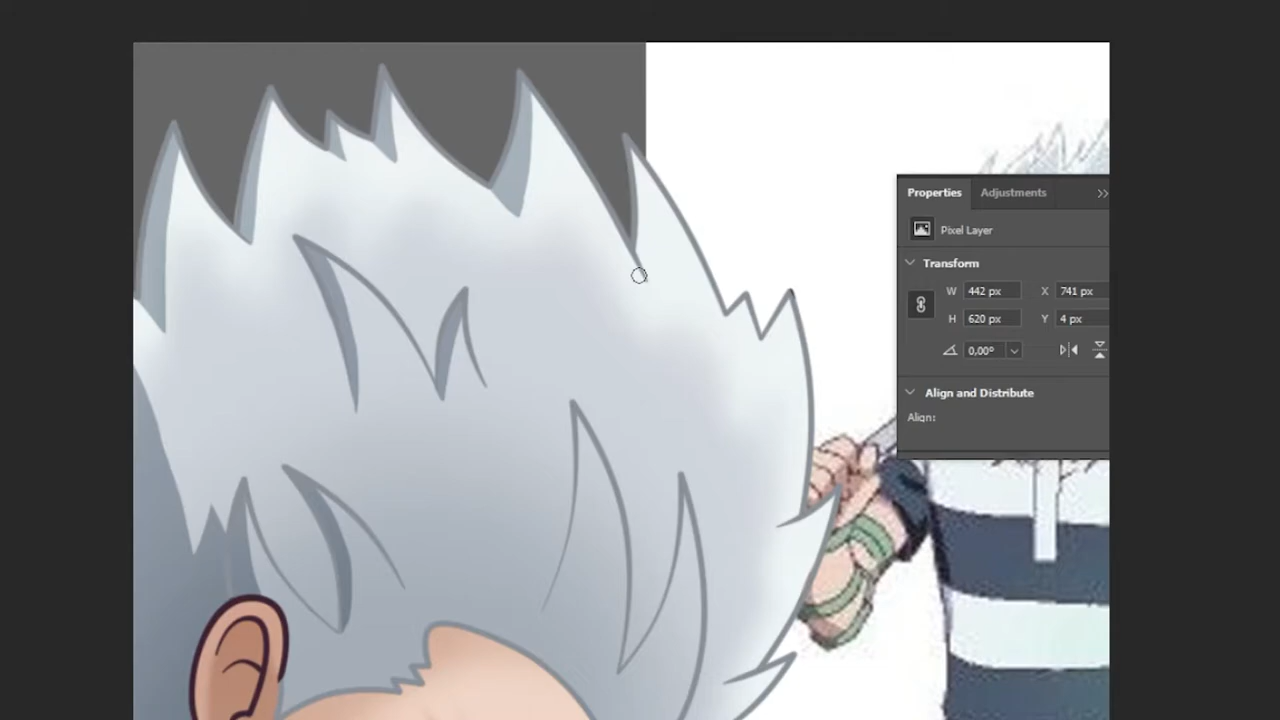 Properties Adjustments
Pixel Layer
Transform
W 442 px X 741 px
H 620 px Y 4 px
0,00°
Align and Distribute
Align: